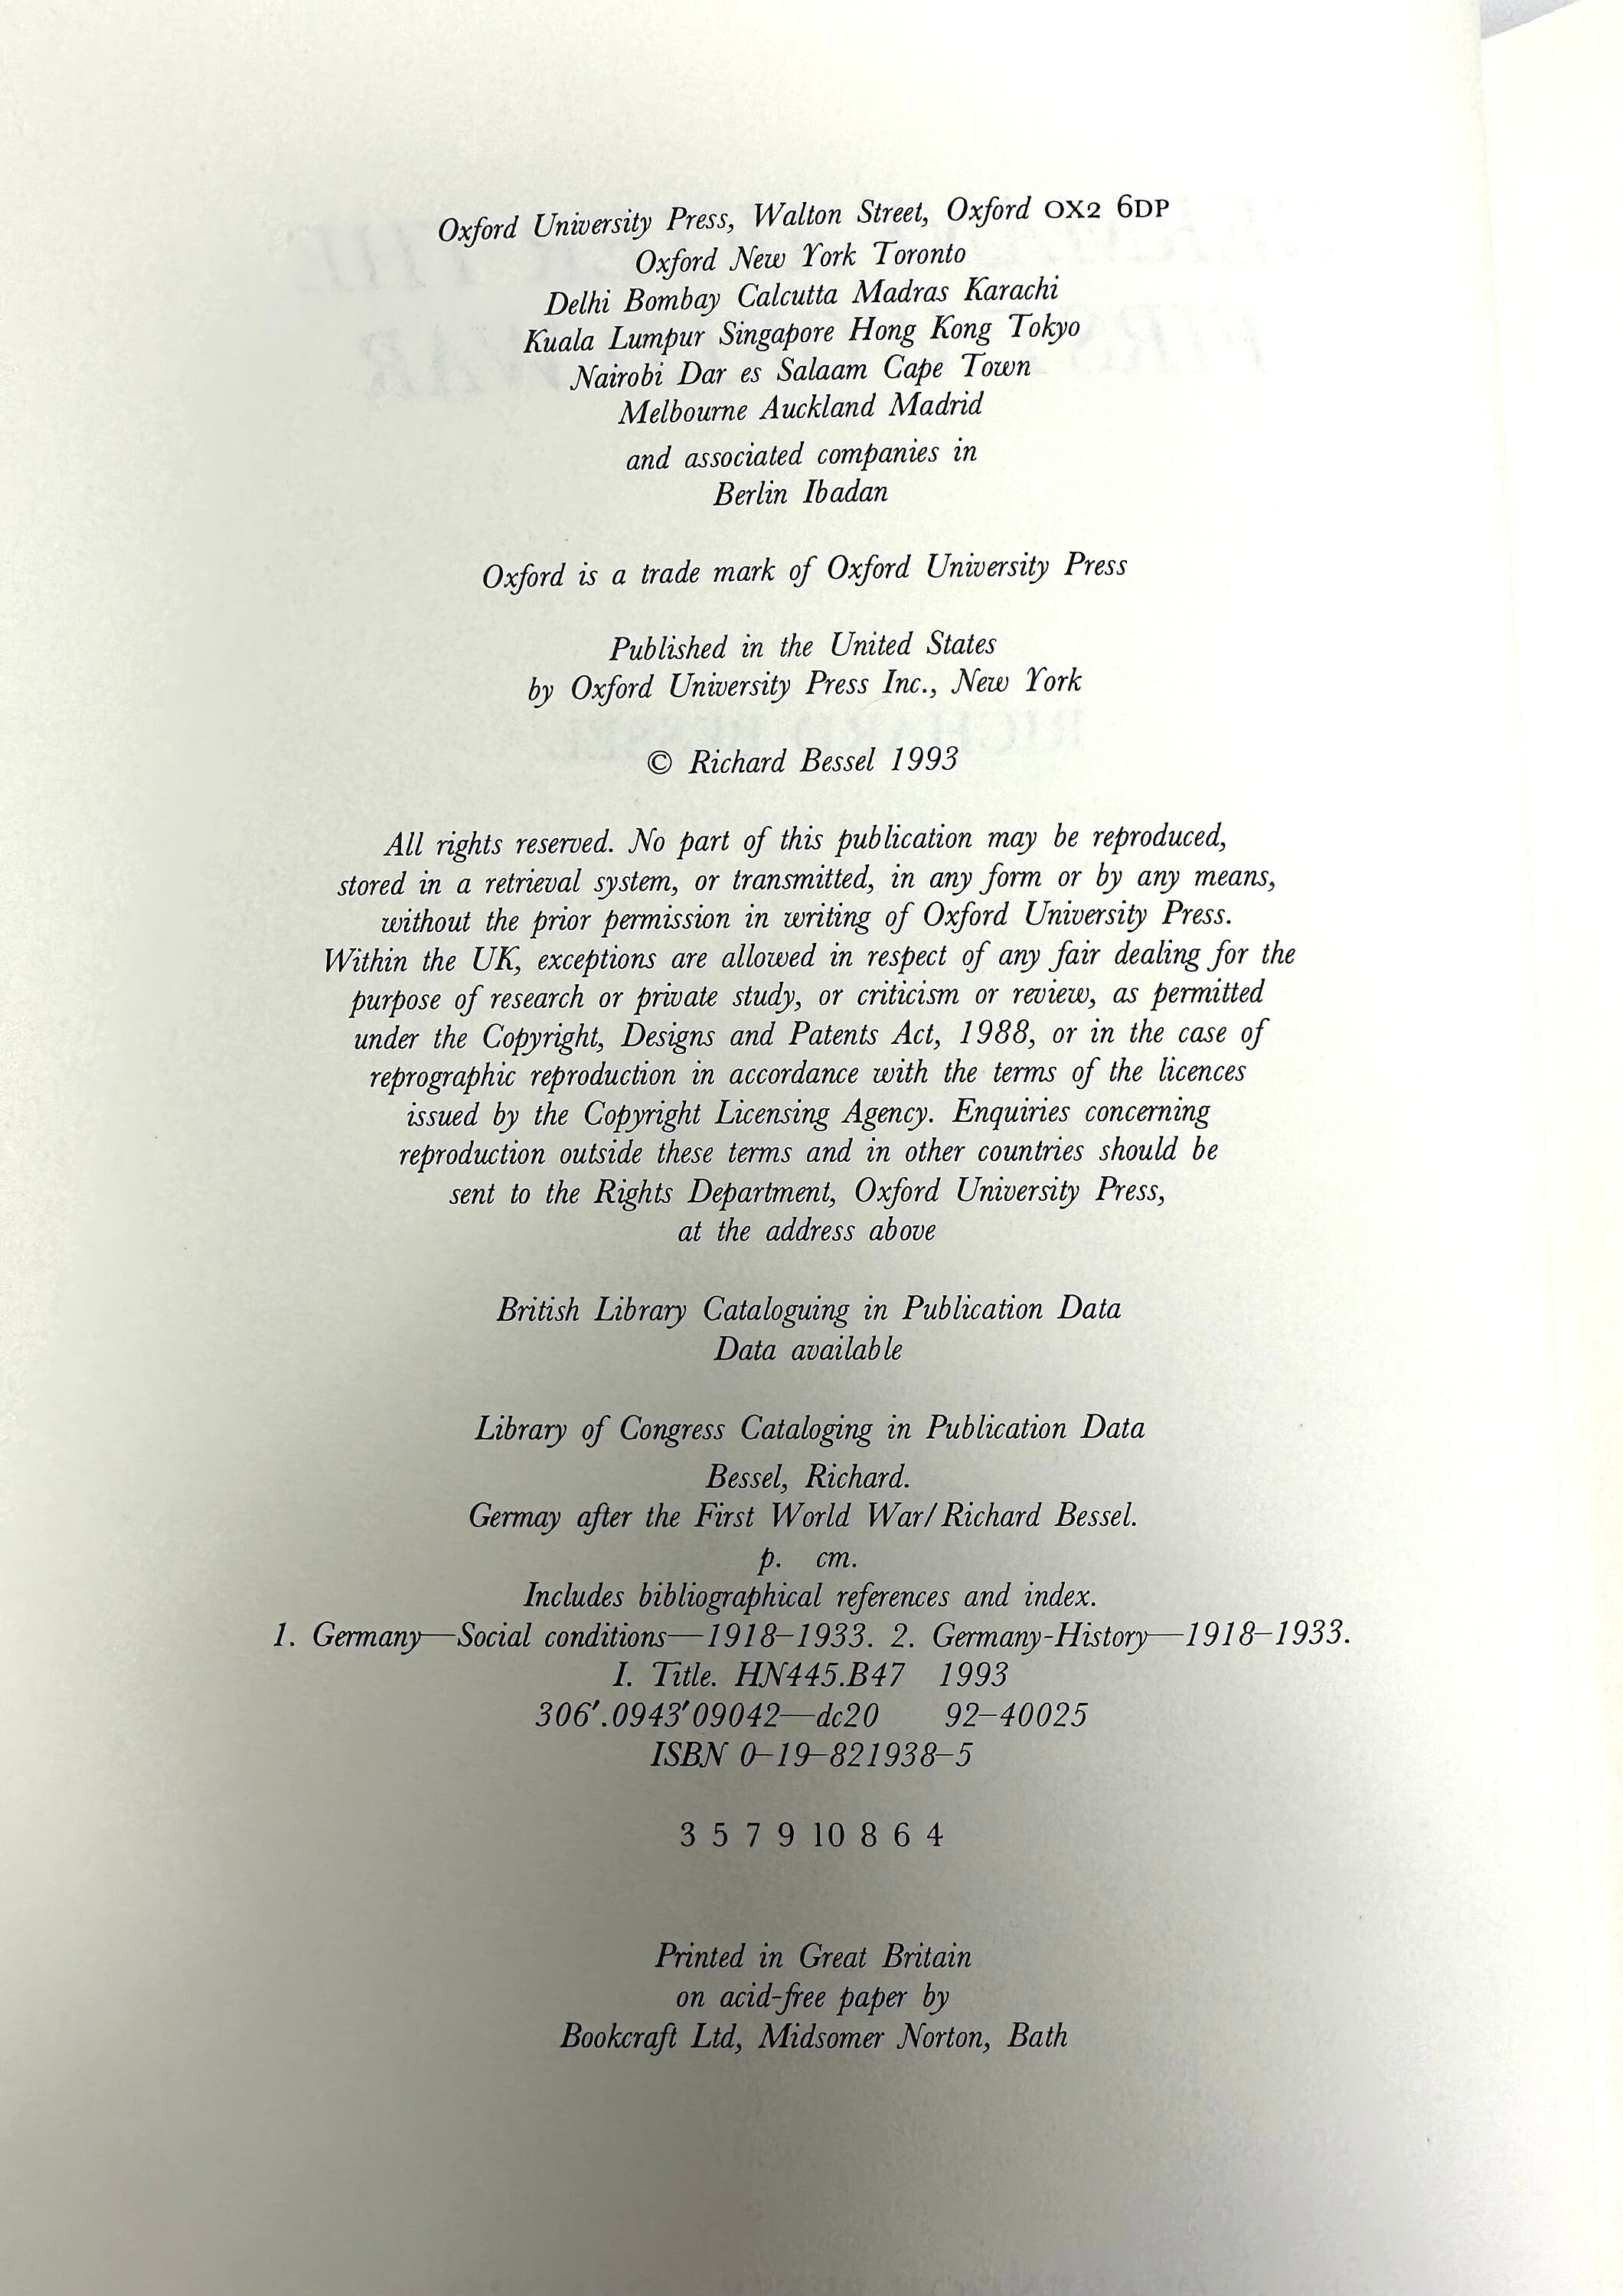 Oxford University Press, Walton Street, Oxford OX2 6DP
Oxford New York Toronto
Delhi Bombay Calcutta Madras Karachi
Kuala Lumpur Singapore Hong Kong Tokyo
Nairobi Dar es Salaam Cape Town
Melbourne Auckland Madrid
and associated companies in
Berlin Ibadan
Oxford is a trade mark of Oxford University Press
Published in the United States
by Oxford University Press Inc., New York
© Richard Bessel 1993
All rights reserved. No part of this publication may be reproduced,
stored in a retrieval system, or transmitted, in any form or by any means,
without the prior permission in writing of Oxford University Press.
Within the UK, exceptions are allowed in respect of any fair dealing for the
purpose of research or private study, or criticism or review, as permitted
under the Copyright, Designs and Patents Act, 1988, or in the case of
reprographic reproduction in accordance with the terms of the licences
issued by the Copyright Licensing Agency. Enquiries concerning
reproduction outside these terms and in other countries should be
sent to the Rights Department, Oxford University Press,
at the address above
British Library Cataloguing in Publication Data
Data available
Library of Congress Cataloging in Publication Data
Bessel, Richard.
Germay after the First World War/Richard Bessel.
p. cm.
Includes bibliographical references and index.
1. Germany—Social conditions—1918–1933. 2. Germany-History—1918–1933.
I. Title. HN445.B47 1993
306′.0943′09042—dc20 92–40025
ISBN 0–19–821938–5
3 5 7 9 10 8 6 4
Printed in Great Britain
on acid-free paper by
Bookcraft Ltd, Midsomer Norton, Bath